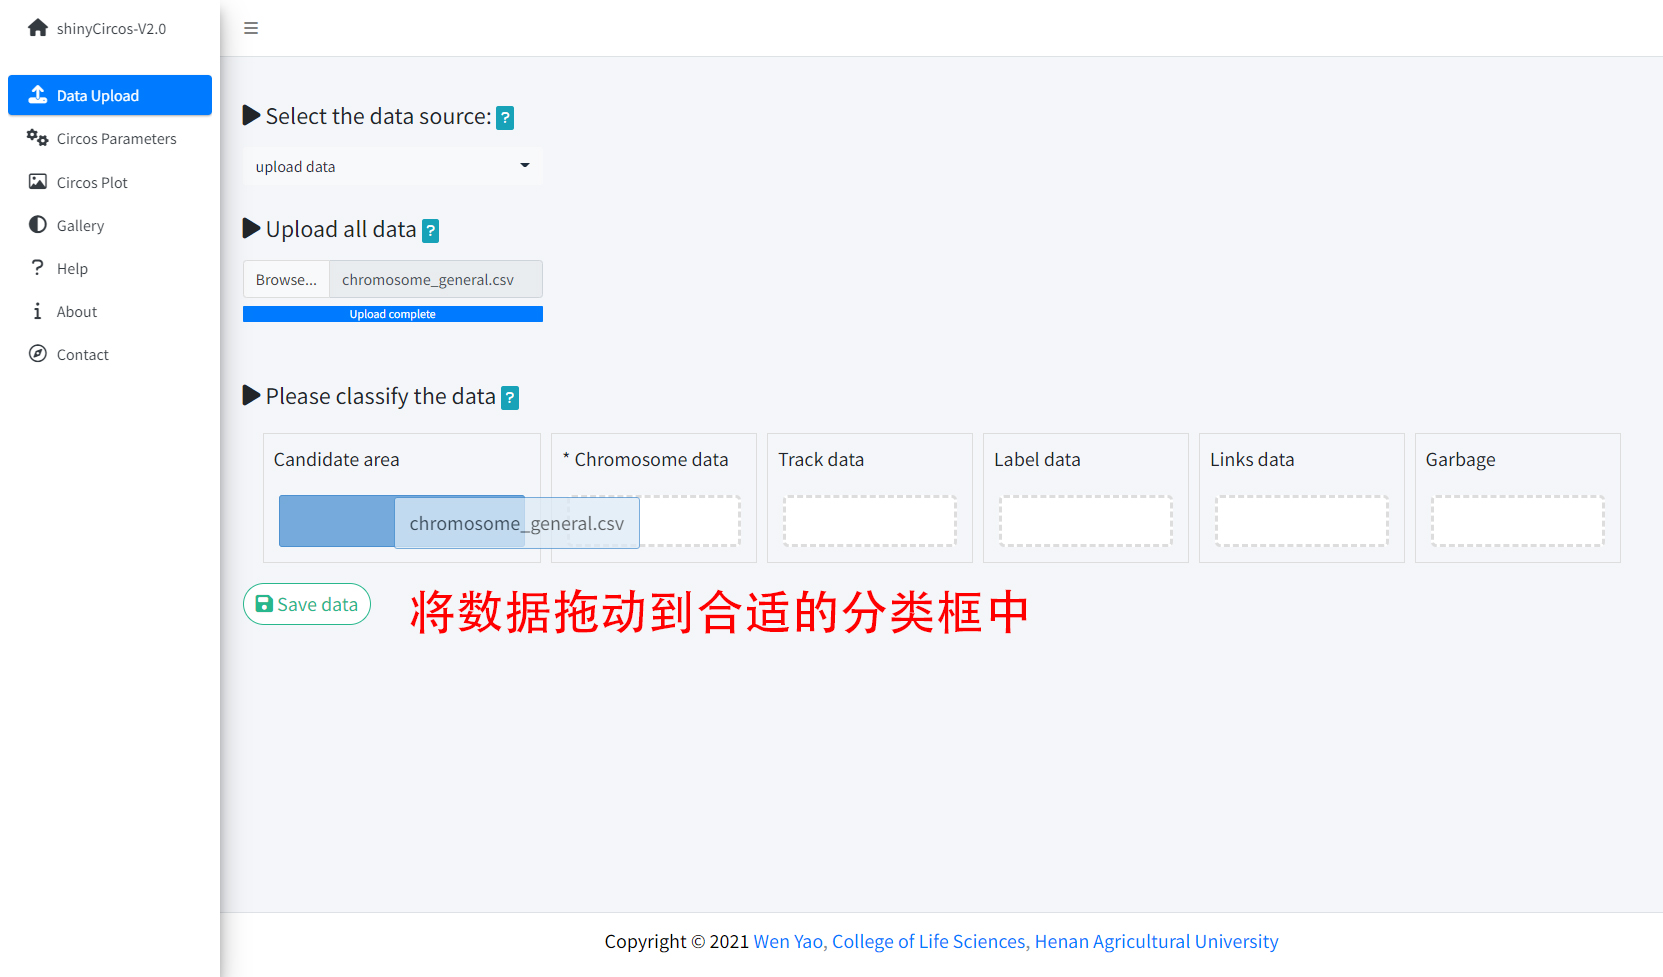 shinyCircos-V2.0
Data Upload
Circos Parameters
Circos Plot
Gallery
Help
About
Contact
Select the data source: ?
upload data
Upload all data ?
Browse... chromosome_general.csv
Upload complete
Please classify the data ?
Candidate area
* Chromosome data
Track data
Label data
Links data
Garbage
chromosome_general.csv
Save data
将数据拖动到合适的分类框中
Copyright © 2021 Wen Yao, College of Life Sciences, Henan Agricultural University